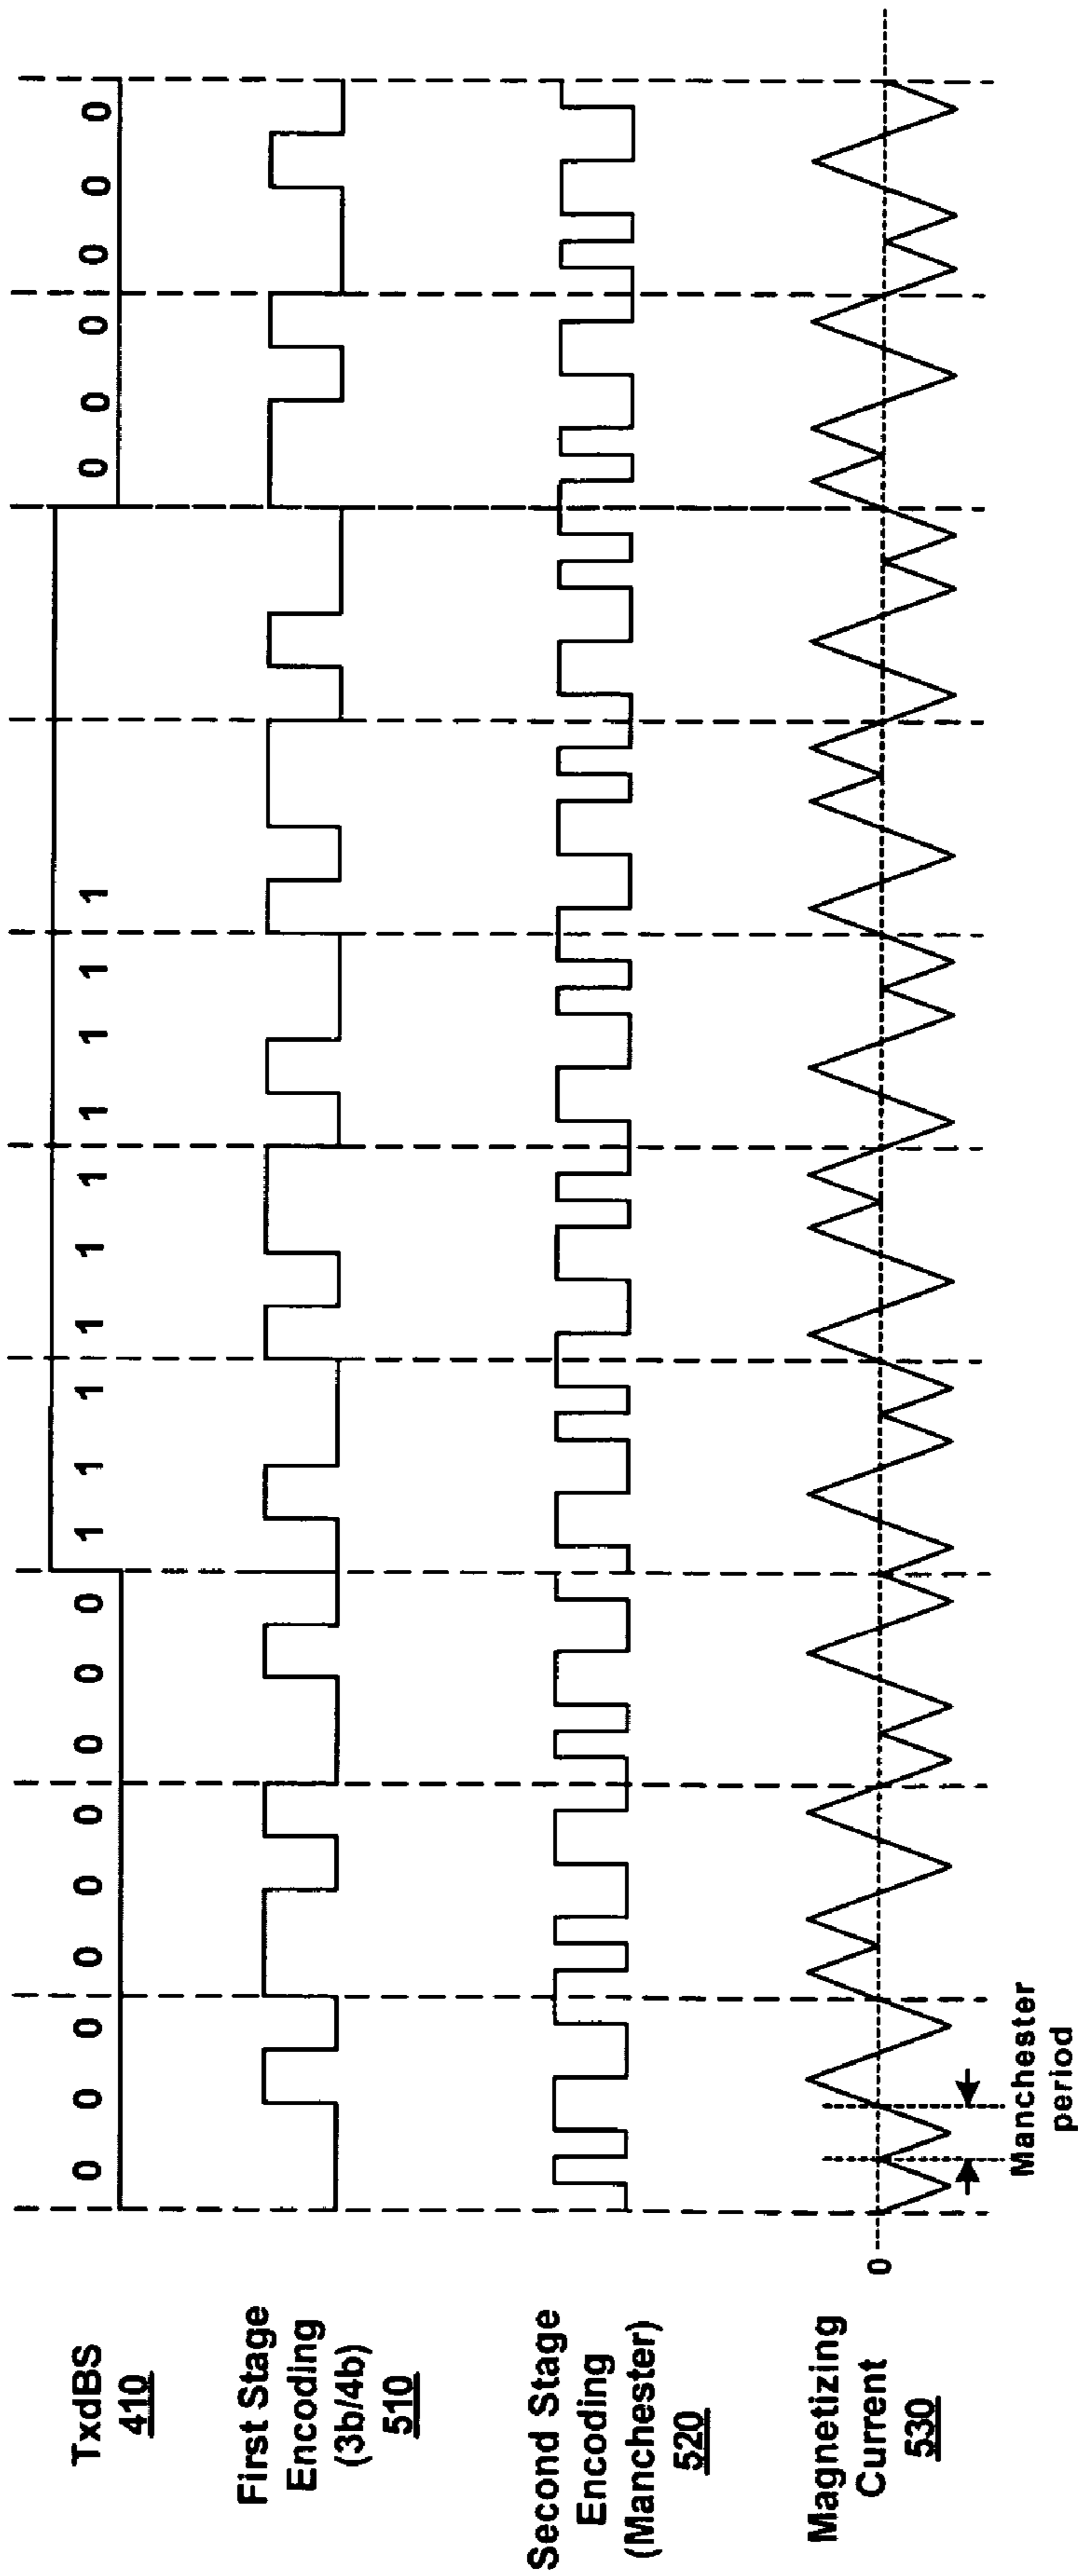 TxdBS
410
0 0 0 0 0 0 0 0 0 1 1 1 1 1 1 1 1 1 1 0 0 0 0 0 0
First Stage
Encoding
(3b/4b)
510
Second Stage
Encoding
(Manchester)
520
Magnetizing
Current
530
0
Manchester
period